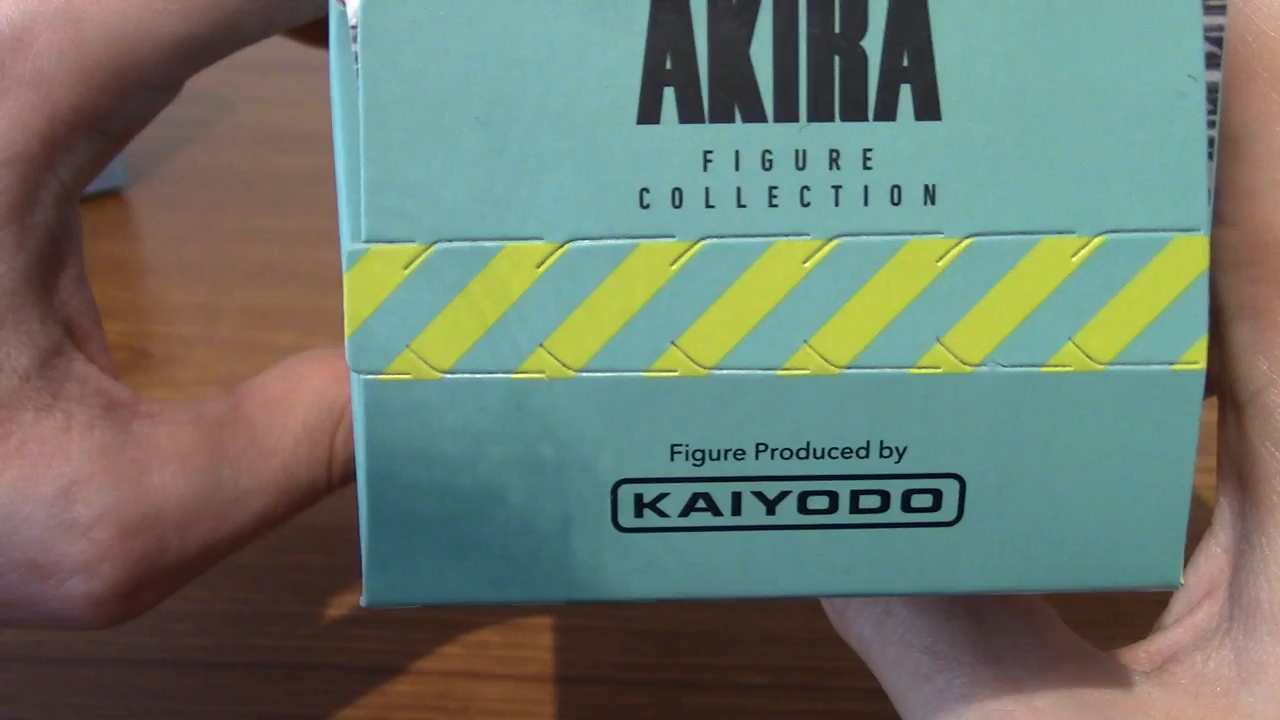 AKIRA
FIGURE
COLLECTION
Figure Produced by
KAIYODO